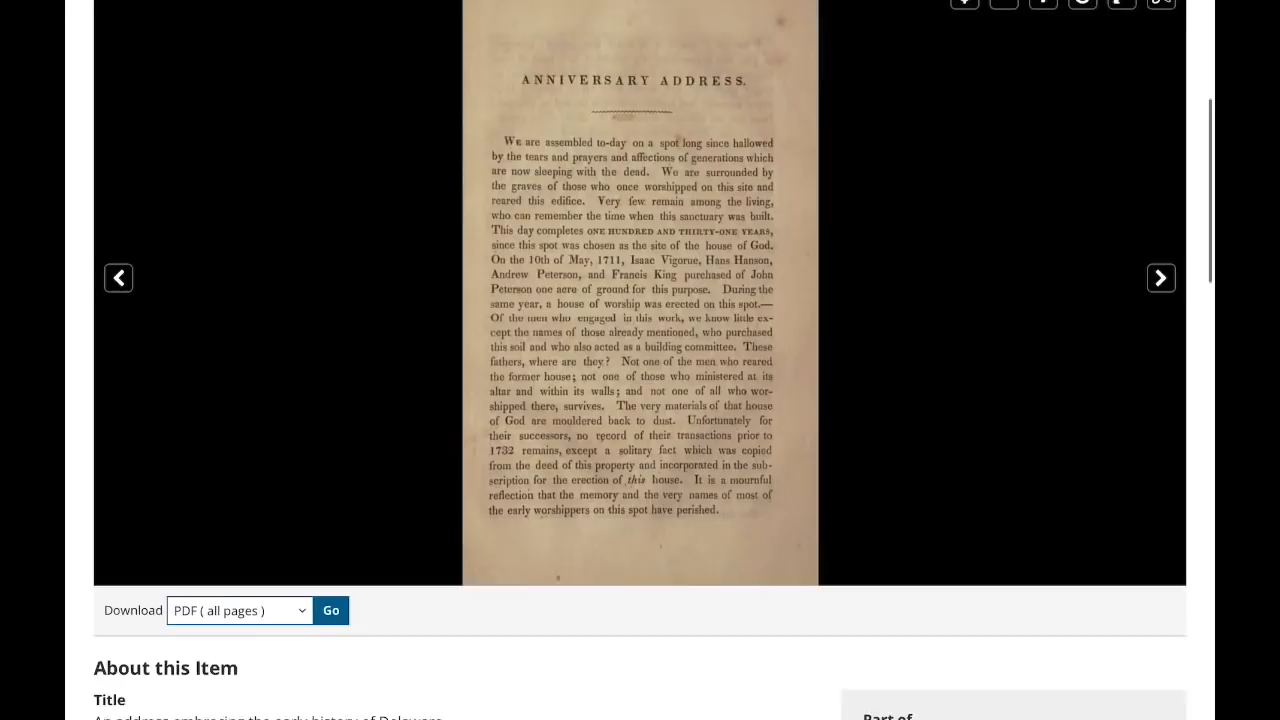 ANNIVERSARY ADDRESS.
WE are assembled to-day on a spot long since hallowed
by the tears and prayers and affections of generations which
are now sleeping with the dead. We are surrounded by
the graves of those who once worshipped on this site and
reared this edifice. Very few remain among the living,
who can remember the time when this sanctuary was built.
This day completes ONE HUNDRED AND THIRTY-ONE YEARS,
since this spot was chosen as the site of the house of God.
On the 10th of May, 1711, Isaac Vigorue, Hans Hanson,
Andrew Peterson, and Francis King purchased of John
Peterson one acre of ground for this purpose. During the
same year, a house of worship was erected on this spot.—
Of the men who engaged in this work, we know little ex-
cept the names of those already mentioned, who purchased
this soil and who also acted as a building committee. These
fathers, where are they? Not one of the men who reared
the former house; not one of those who ministered at its
altar and within its walls; and not one of all who wor-
shipped there, survives. The very materials of that house
of God are mouldered back to dust. Unfortunately for
their successors, no record of their transactions prior to
1732 remains, except a solitary fact which was copied
from the deed of this property and incorporated in the sub-
scription for the erection of this house. It is a mournful
reflection that the memory and the very names of most of
the early worshippers on this spot have perished.
Download PDF ( all pages ) Go
About this Item
Title
An address embracing the early history of Delaware
Part of